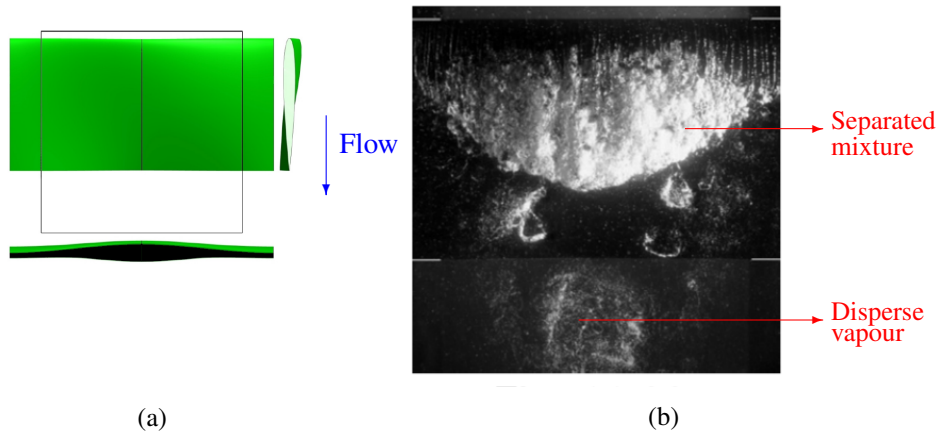 Flow
Separated
mixture
Disperse
vapour
(a)
(b)